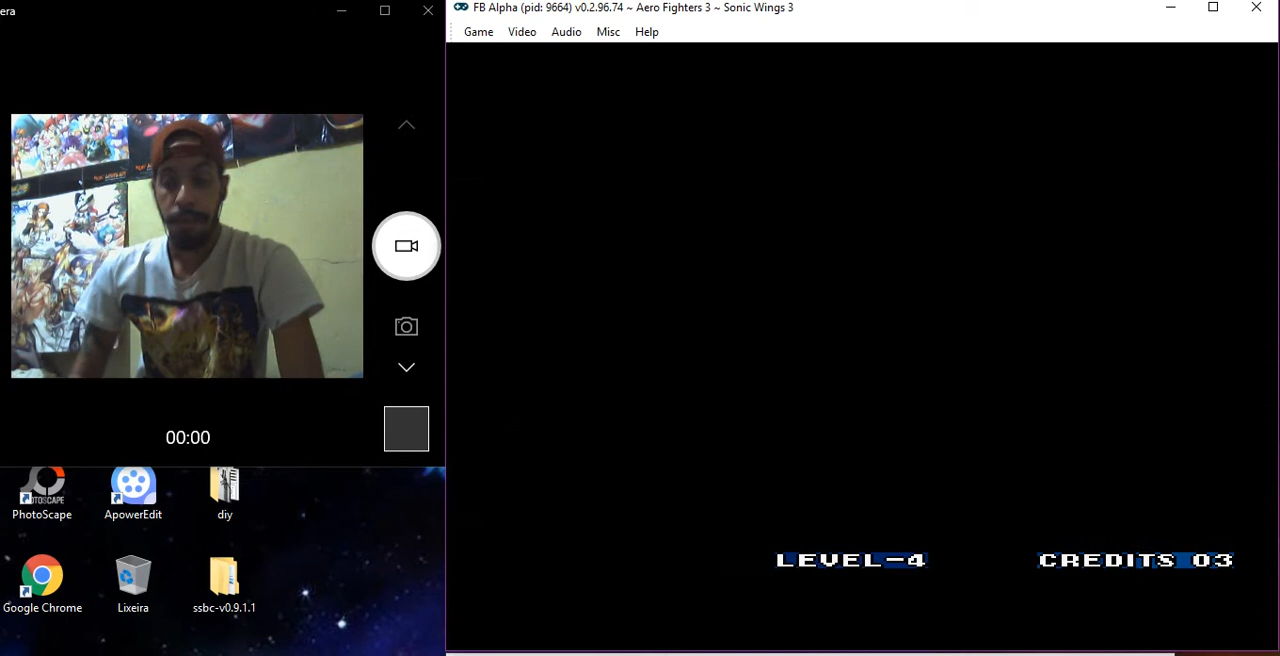 era
FB Alpha (pid: 9664) v0.2.96.74 ~ Aero Fighters 3 ~ Sonic Wings 3
Game Video Audio Misc Help
00:00
PhotoScape
ApowerEdit
diy
Google Chrome
Lixeira
ssbc-v0.9.1.1
LEVEL-4
CREDITS 03